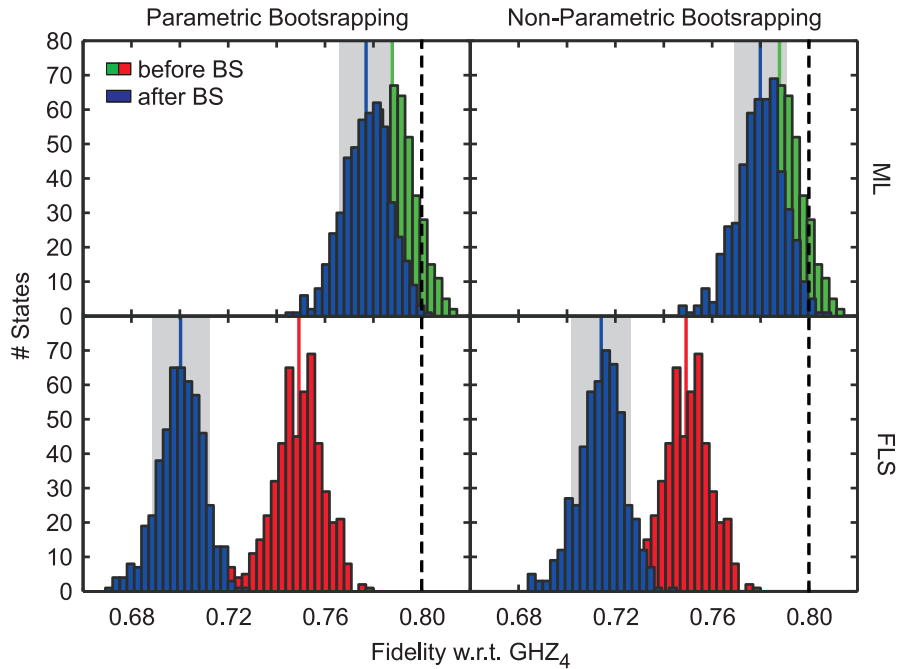 Parametric Bootsrapping Non-Parametric Bootsrapping
80
70
60
50
40
30
20
10
0
before BS
after BS
ML
70
60
50
40
30
20
10
0
FLS
# States
0.68 0.72 0.76 0.80 0.68 0.72 0.76 0.80
Fidelity w.r.t. GHZ₄